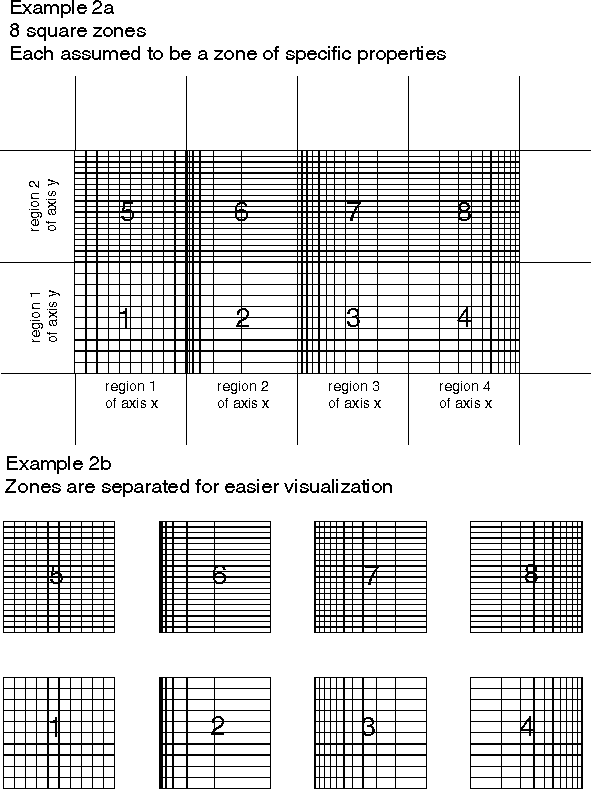 Example 2a
8 square zones
Each assumed to be a zone of specific properties
region 2
of axis y
5 6 7 8
region 1
of axis y
1 2 3 4
region 1 region 2 region 3 region 4
of axis x of axis x of axis x of axis x
Example 2b
Zones are separated for easier visualization
5 6 7 8
1 2 3 4